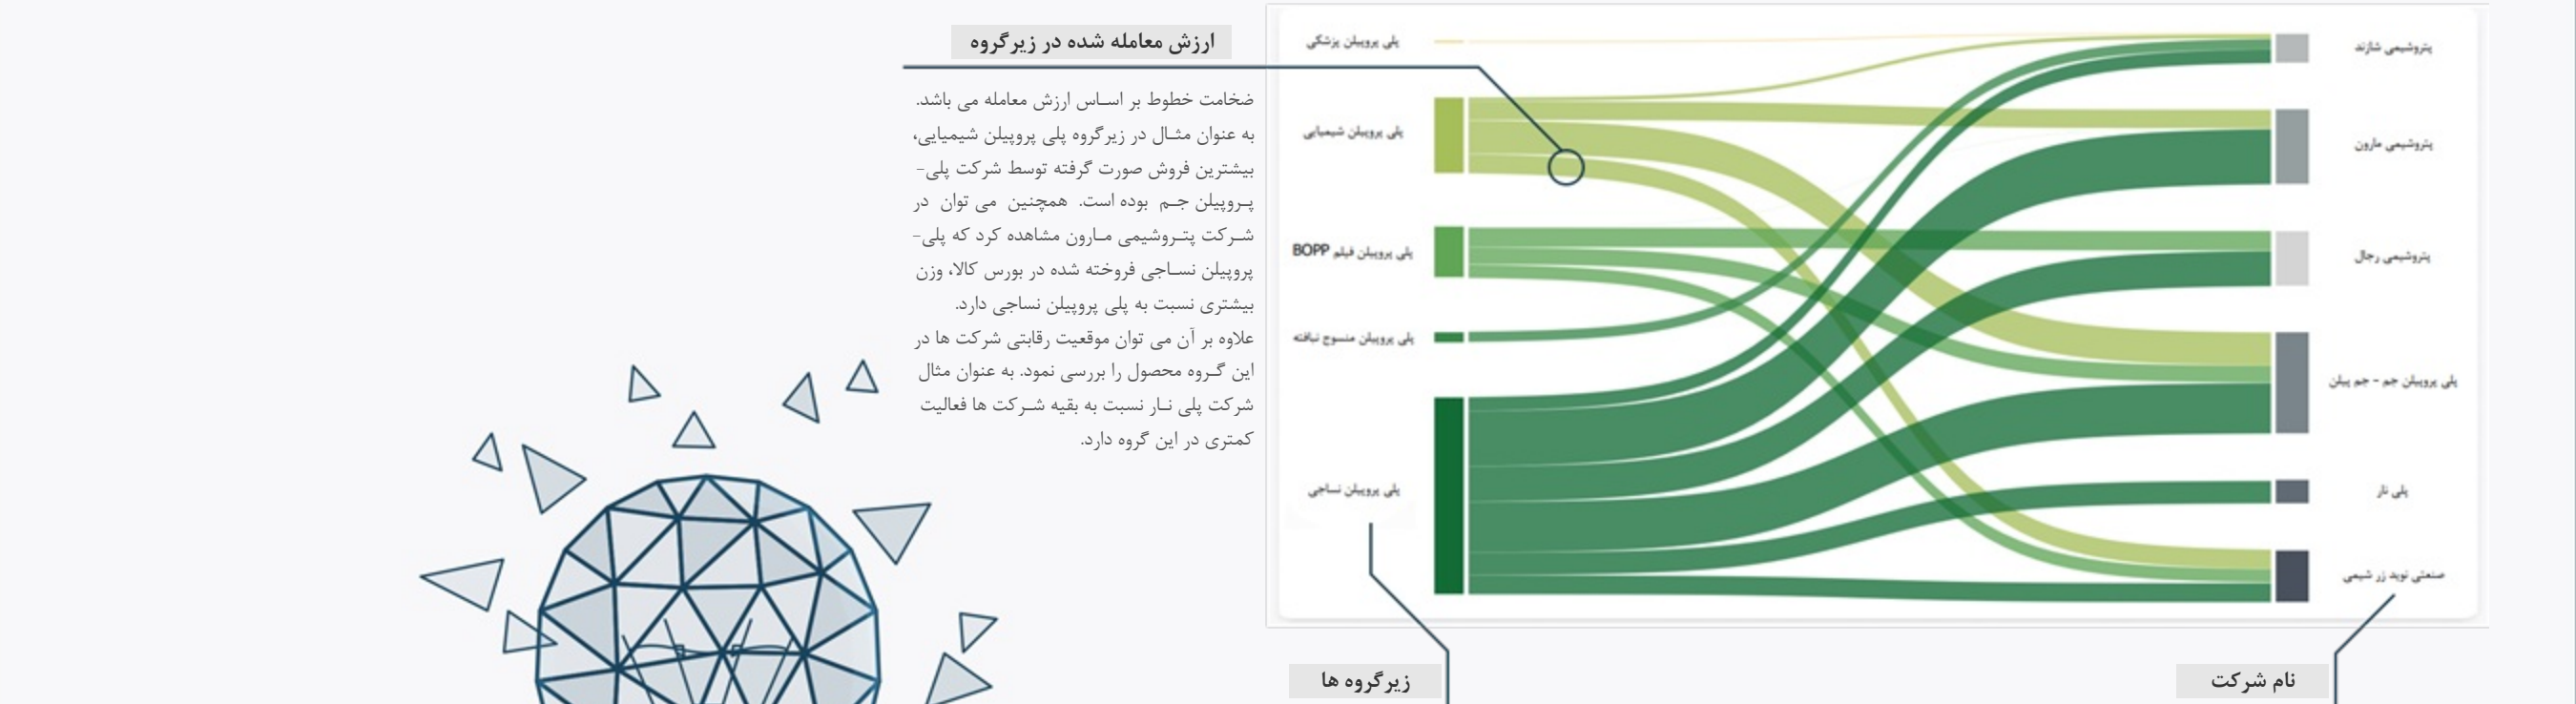 ارزش معامله شده در زیرگروه
ضخامت خطوط بر اساس ارزش معامله می باشد.
به عنوان مثال در زیرگروه پلی پروپیلن شیمیایی،
بیشترین فروش صورت گرفته توسط شرکت پلی-
پروپیلن جم بوده است. همچنین می توان در
شرکت پتروشیمی مارون مشاهده کرد که پلی-
پروپیلن نساجی فروخته شده در بورس کالا، وزن
بیشتری نسبت به پلی پروپیلن نساجی دارد.
علاوه بر آن می توان موقعیت رقابتی شرکت ها در
این گروه محصول را بررسی نمود. به عنوان مثال
شرکت پلی نار نسبت به بقیه شرکت ها فعالیت
کمتری در این گروه دارد.
پلی پروپیلن پزشکی
پلی پروپیلن شیمیایی
پلی پروپیلن فیلم BOPP
پلی پروپیلن منسوج نبافته
پلی پروپیلن نساجی
پتروشیمی شازند
پتروشیمی مارون
پتروشیمی رجال
پلی پروپیلن جم - جم پیلن
پلی نار
صنعتی نوید زر شیمی
زیرگروه ها
نام شرکت